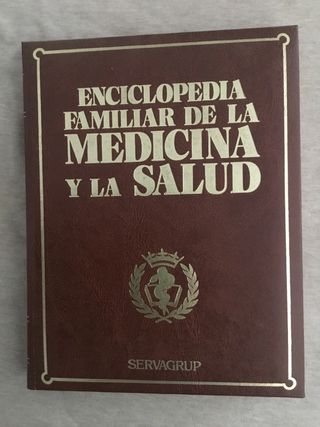 ENCICLOPEDIA
FAMILIAR DE LA
MEDICINA
Y LA SALUD
SERVAGRUP